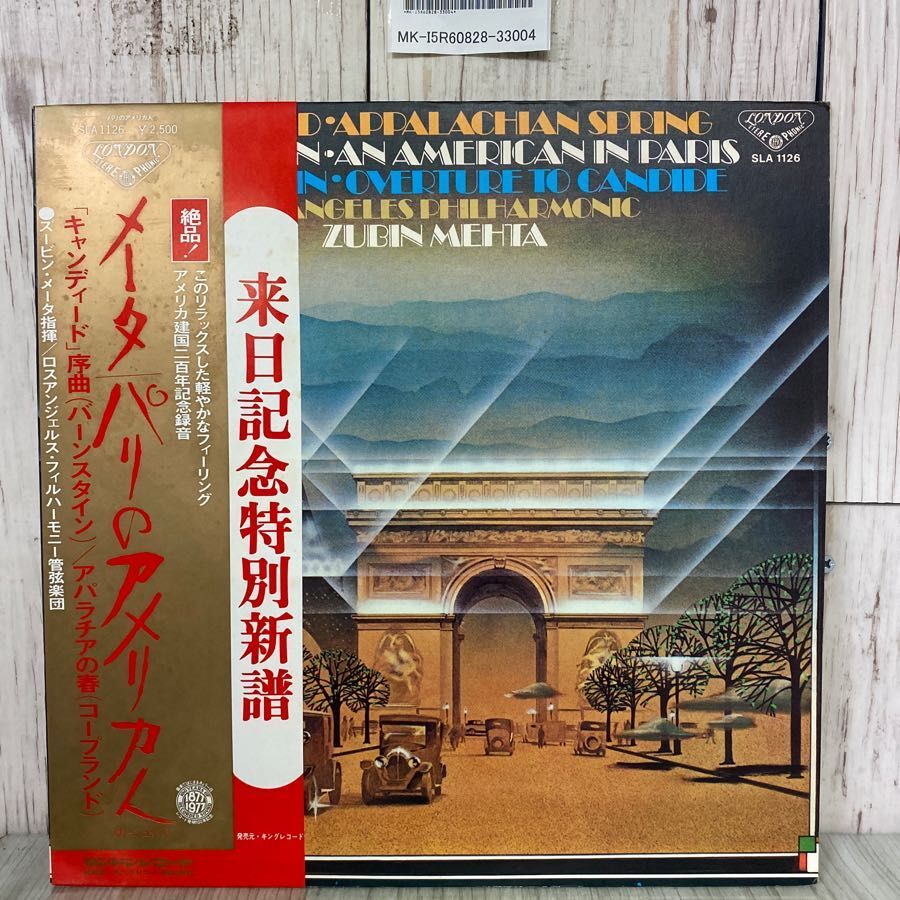 *MK-I5R60828-33004*
MK-I5R60828-33004
パリのアメリカ人
SLA 1126 ¥2,500
LONDON
STEREO PHONIC
メータ/パリのアメリカ人
「キャンディード」序曲(バーンスタイン)/アパラチアの春(コープランド)
●ズービン・メータ指揮/ロスアンジェルス・フィルハーモニー管弦楽団
絶品!
このリラックスした軽やかなフィーリング
アメリカ建国二百年記念録音
来日記念特別新譜
1877
1977
発売元・キングレコード
D・APPALACHIAN SPRING
N・AN AMERICAN IN PARIS
IN・OVERTURE TO CANDIDE
ANGELES PHILHARMONIC
ZUBIN MEHTA
LONDON
STEREO PHONIC
SLA 1126